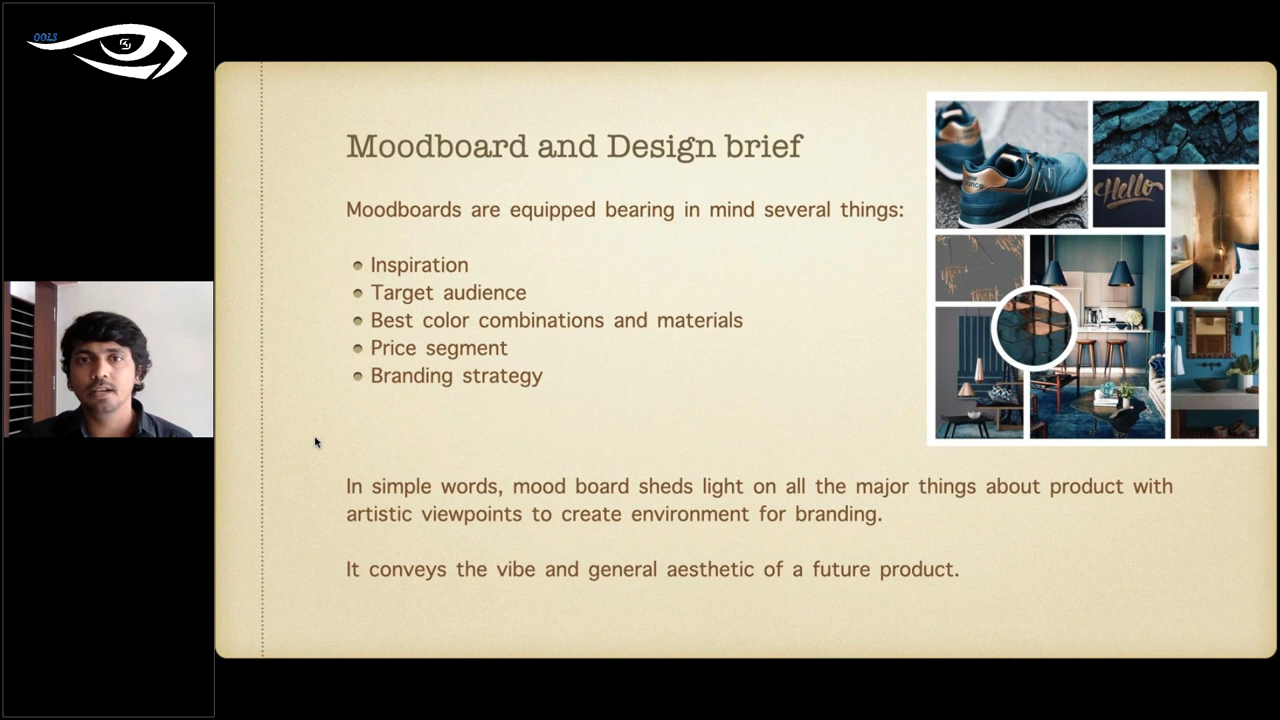 OOLS
Moodboard and Design brief
Moodboards are equipped bearing in mind several things:
Inspiration
Target audience
Best color combinations and materials
Price segment
Branding strategy
In simple words, mood board sheds light on all the major things about product with
artistic viewpoints to create environment for branding.
It conveys the vibe and general aesthetic of a future product.
Hello